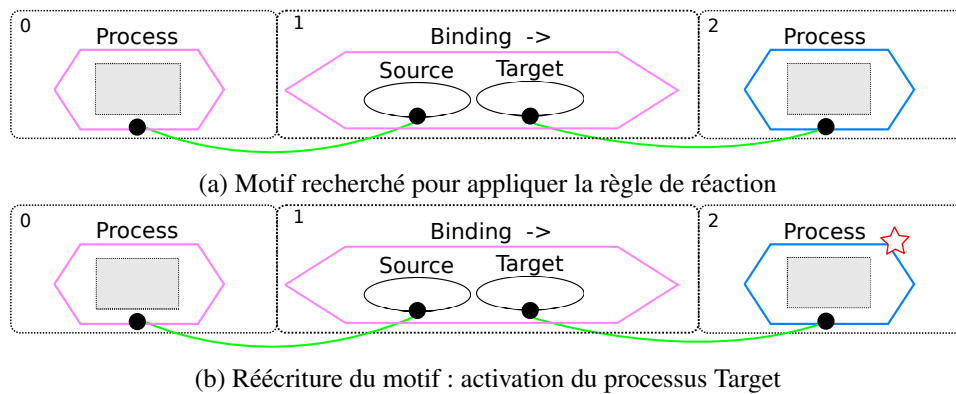 0
1
2
Process
Binding ->
Process
Source
Target
(a) Motif recherché pour appliquer la règle de réaction
0
1
2
Process
Binding ->
Process
Source
Target
(b) Réécriture du motif : activation du processus Target